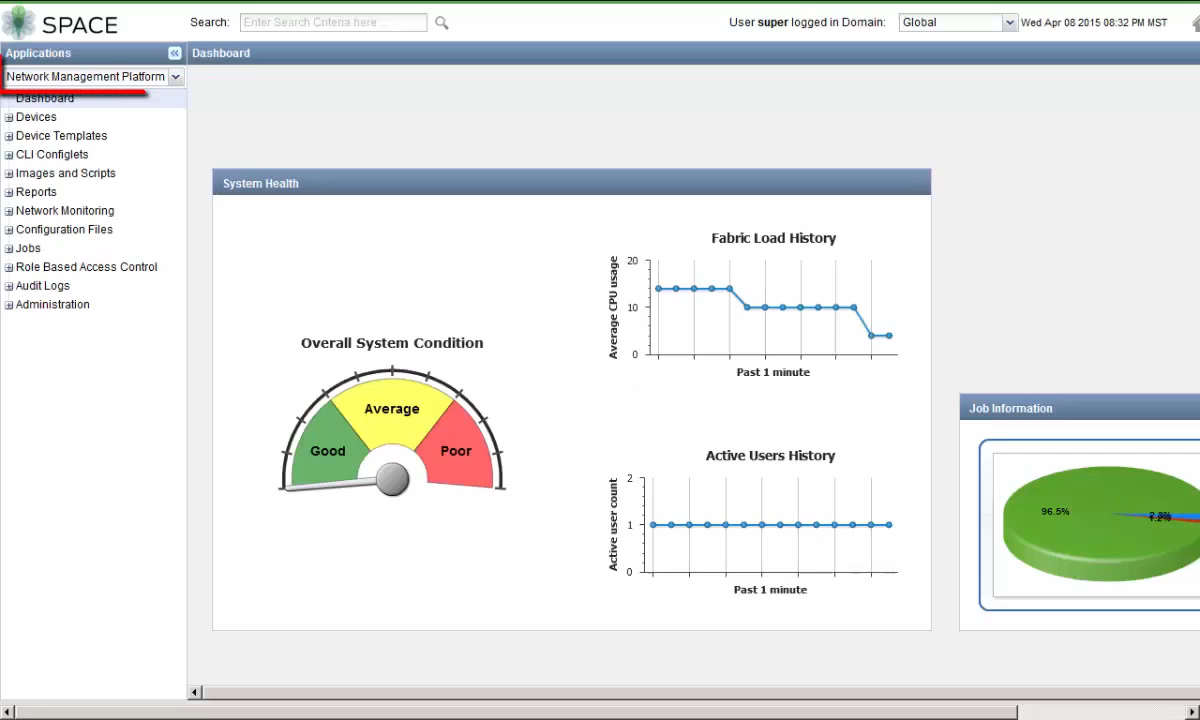 SPACE
Search:
Enter Search Criteria here ...
User super logged in Domain:
Global
Wed Apr 08 2015 08:32 PM MST
Applications
Dashboard
Network Management Platform
Dashboard
Devices
Device Templates
CLI Configlets
Images and Scripts
Reports
Network Monitoring
Configuration Files
Jobs
Role Based Access Control
Audit Logs
Administration
System Health
Overall System Condition
Good
Average
Poor
Fabric Load History
Average CPU usage
20
10
0
Past 1 minute
Active Users History
Active user count
2
1
0
Past 1 minute
Job Information
96.5%
1.2%